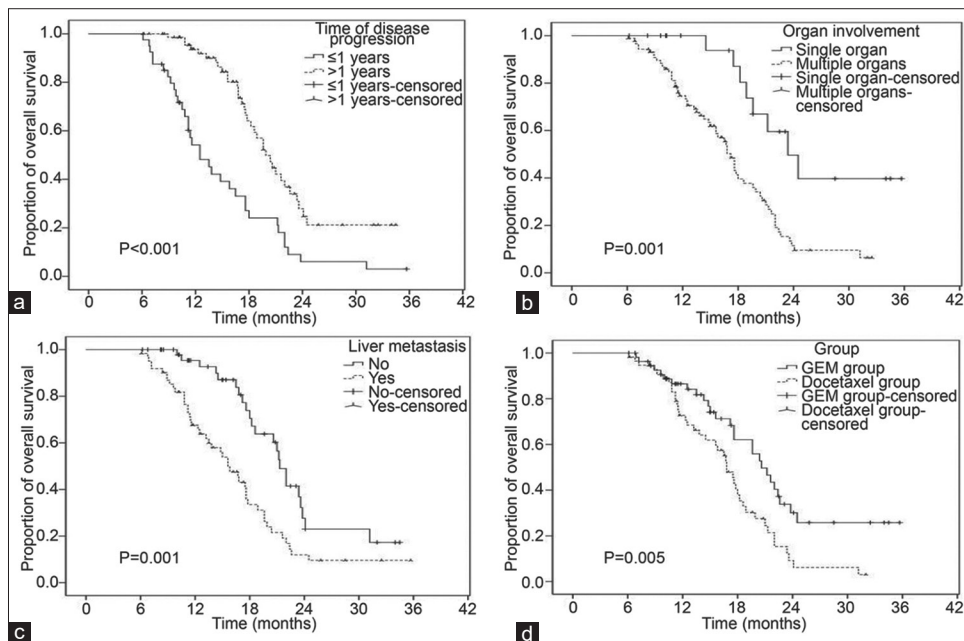 Proportion of overall survival
1.0
0.8
0.6
0.4
0.2
0.0
Time of disease
progression
≤1 years
>1 years
≤1 years-censored
>1 years-censored
P<0.001
0 6 12 18 24 30 36 42
Time (months)
a
Proportion of overall survival
1.0
0.8
0.6
0.4
0.2
0.0
Organ involvement
Single organ
Multiple organs
Single organ-censored
Multiple organs-
censored
P=0.001
0 6 12 18 24 30 36 42
Time (months)
b
Proportion of overall survival
1.0
0.8
0.6
0.4
0.2
0.0
Liver metastasis
No
Yes
No-censored
Yes-censored
P=0.001
0 6 12 18 24 30 36 42
Time (months)
c
Proportion of overall survival
1.0
0.8
0.6
0.4
0.2
0.0
Group
GEM group
Docetaxel group
GEM group-censored
Docetaxel group-
censored
P=0.005
0 6 12 18 24 30 36 42
Time (months)
d